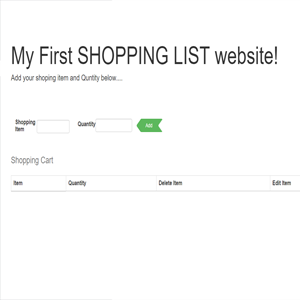 My First SHOPPING LIST website!
Add your shoping item and Quntity below....
Shopping Item
Quantity
Add
Shopping Cart
Item Quantity Delete Item Edit Item